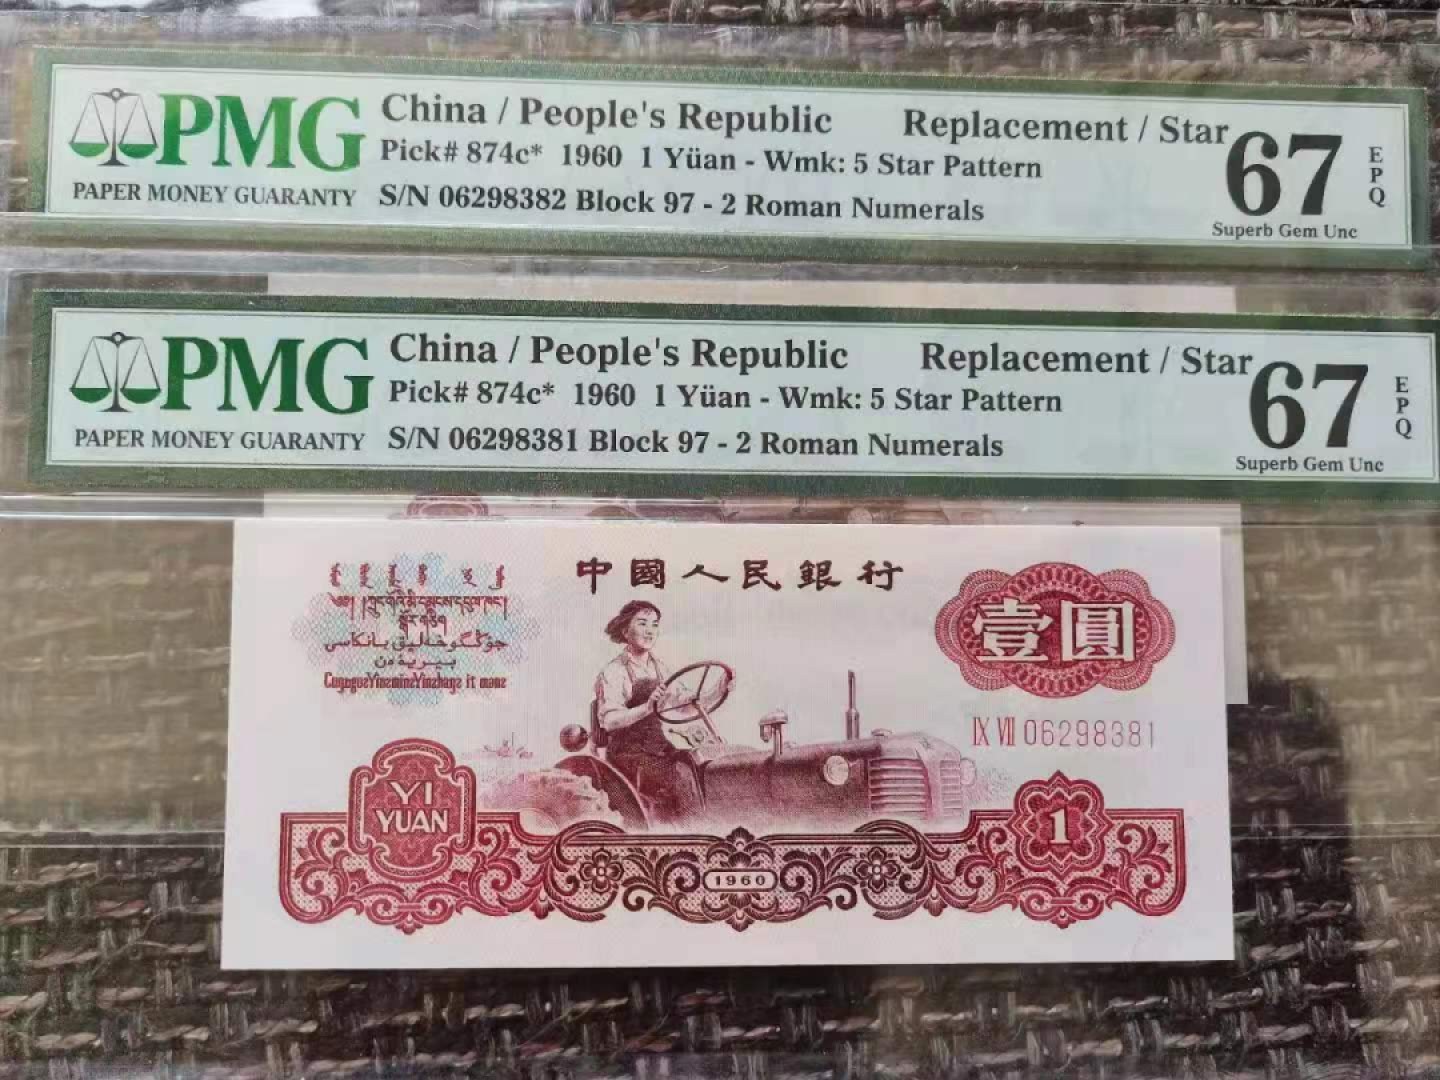 PMG
PAPER MONEY GUARANTY
China / People's Republic Replacement / Star
Pick# 874c* 1960 1 Yüan - Wmk: 5 Star Pattern
S/N 06298382 Block 97 - 2 Roman Numerals
67
EPQ
Superb Gem Unc
PMG
PAPER MONEY GUARANTY
China / People's Republic Replacement / Star
Pick# 874c* 1960 1 Yüan - Wmk: 5 Star Pattern
S/N 06298381 Block 97 - 2 Roman Numerals
67
EPQ
Superb Gem Unc
中國人民銀行
壹圓
IX VII 06298381
YI
YUAN
1
1960